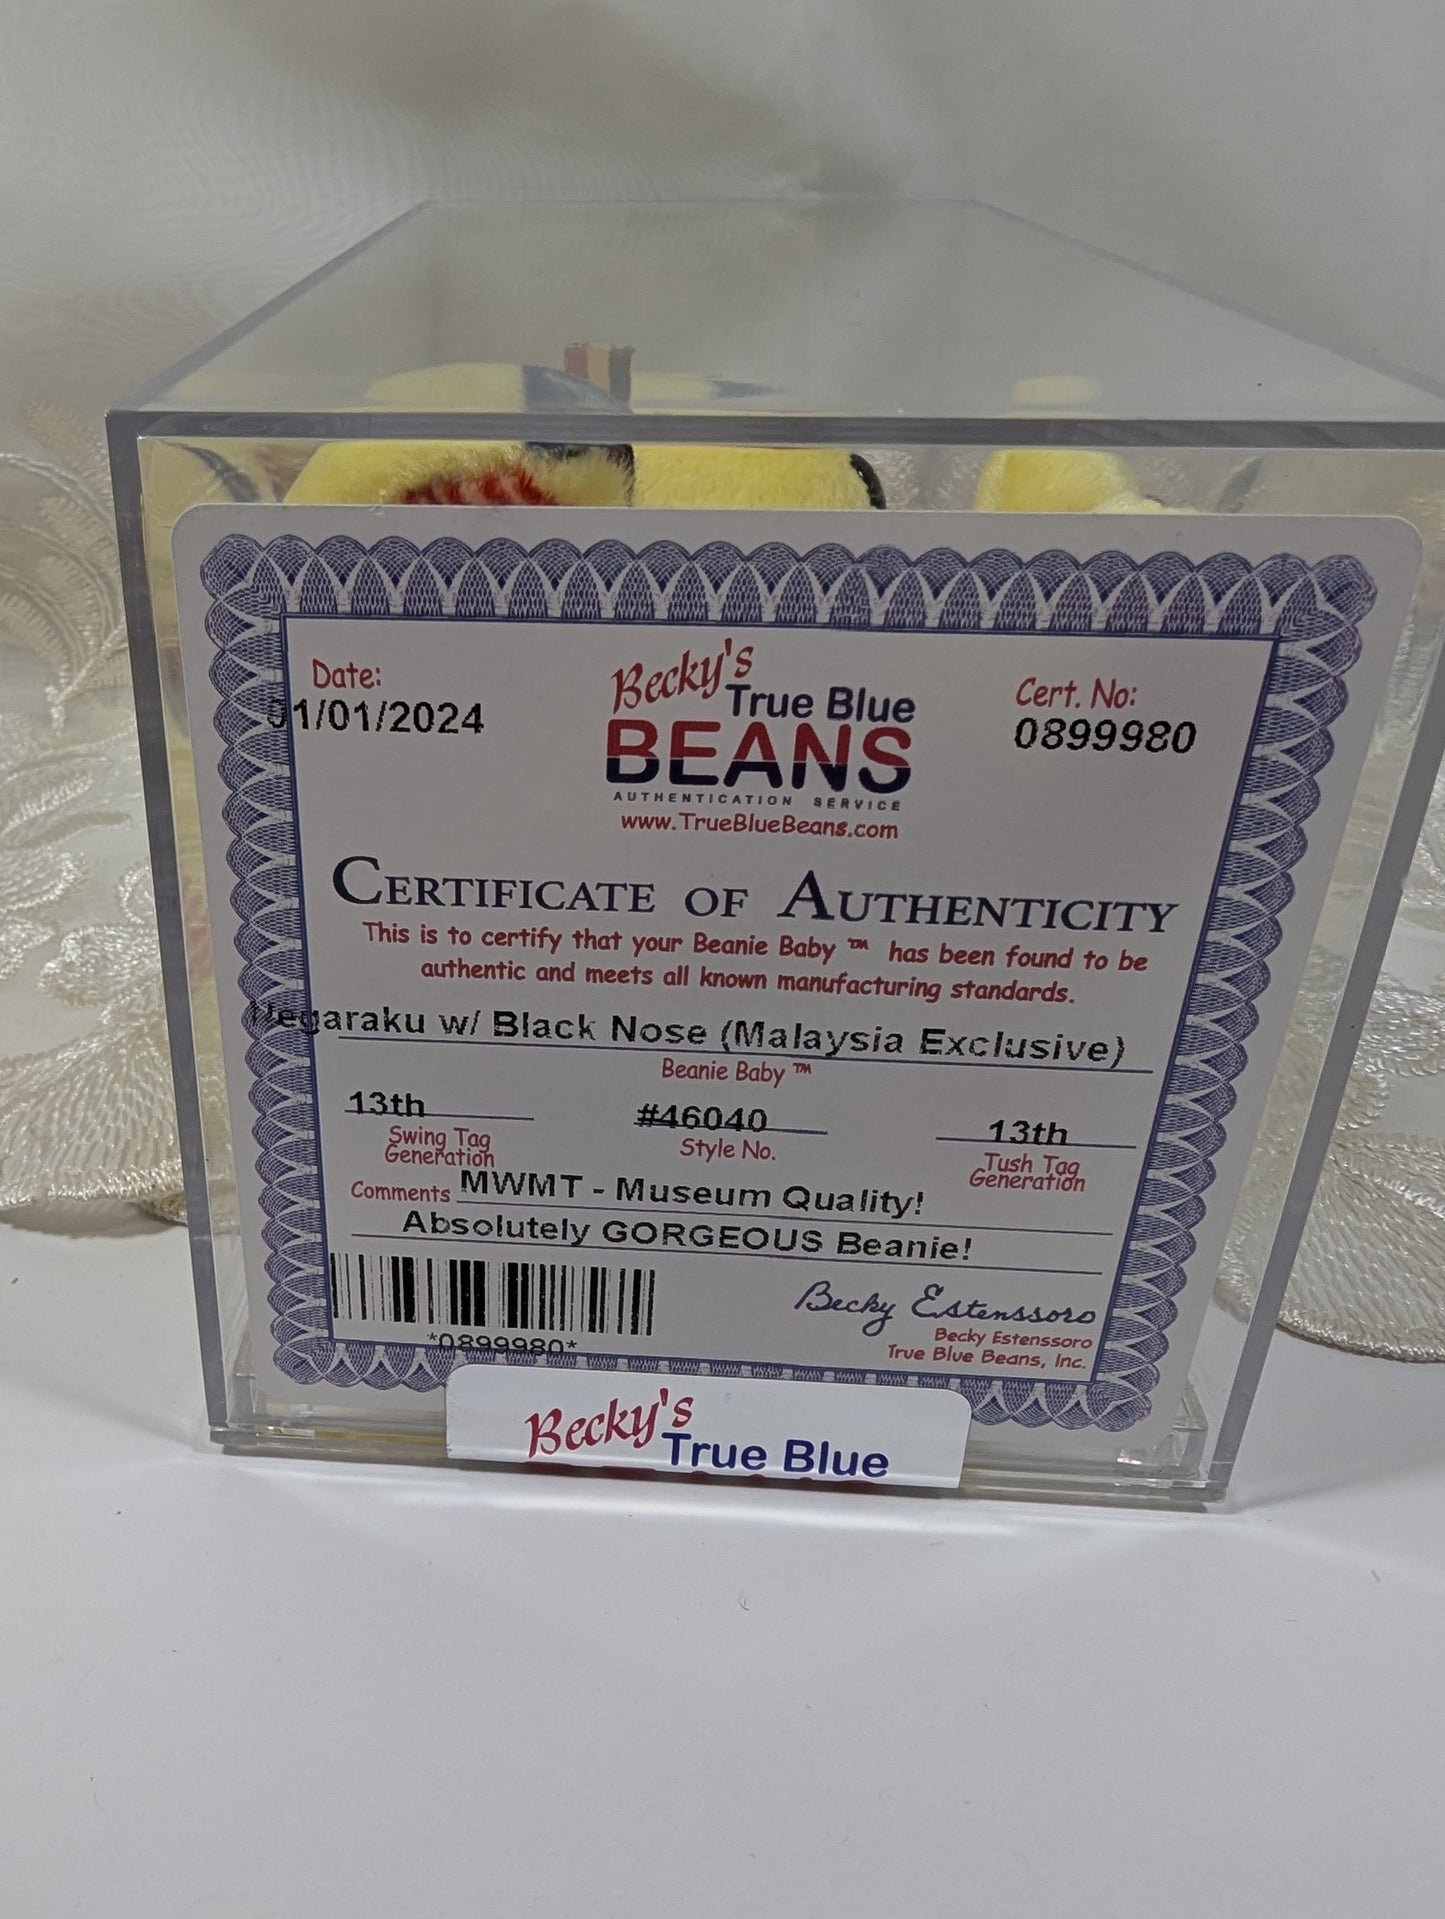 Date:
01/01/2024
Becky's
True Blue
BEANS
AUTHENTICATION SERVICE
www.TrueBlueBeans.com
Cert. No:
0899980
CERTIFICATE OF AUTHENTICITY
This is to certify that your Beanie Baby ™ has been found to be
authentic and meets all known manufacturing standards.
Negaraku w/ Black Nose (Malaysia Exclusive)
Beanie Baby ™
13th
Swing Tag
Generation
#46040
Style No.
13th
Tush Tag
Generation
Comments MWMT - Museum Quality!
Absolutely GORGEOUS Beanie!
*0899980*
Becky Estenssoro
Becky Estenssoro
True Blue Beans, Inc.
Becky's
True Blue